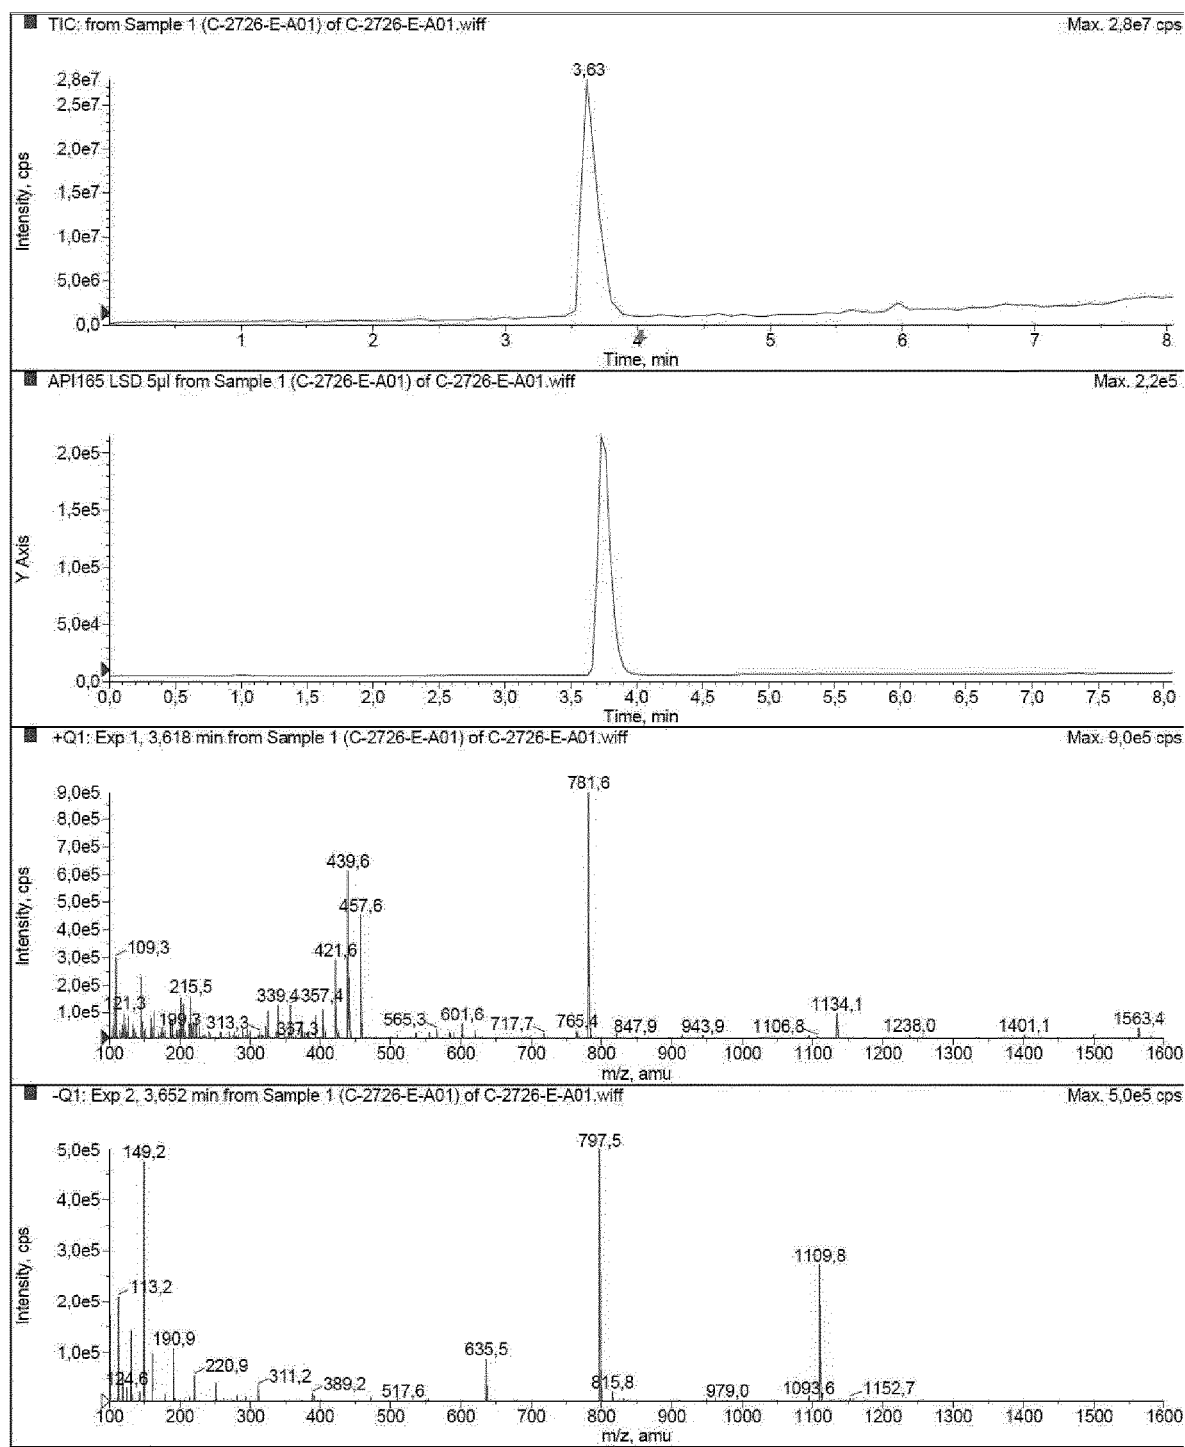 TIC; from Sample 1 (C-2726-E-A01) of C-2726-E-A01.wiff Max. 2,8e7 cps
3,63
2,8e7
2,5e7
2,0e7
1,5e7
1,0e7
5,0e6
0,0
Intensity, cps
1 2 3 4 5 6 7 8
Time, min
API165 LSD 5µl from Sample 1 (C-2726-E-A01) of C-2726-E-A01.wiff Max. 2,2e5
2,0e5
1,5e5
1,0e5
5,0e4
0,0
Y Axis
0,0 0,5 1,0 1,5 2,0 2,5 3,0 3,5 4,0 4,5 5,0 5,5 6,0 6,5 7,0 7,5 8,0
Time, min
+Q1: Exp 1, 3,618 min from Sample 1 (C-2726-E-A01) of C-2726-E-A01.wiff Max. 9,0e5 cps
781,6
9,0e5
8,0e5
7,0e5
6,0e5
5,0e5
4,0e5
3,0e5
2,0e5
1,0e5
Intensity, cps
439,6
457,6
109,3 421,6
215,5
121,3 339,4 357,4
199,3 313,3 337,3 565,3 601,6 717,7 765,4 847,9 943,9 1106,8 1134,1 1238,0 1401,1 1563,4
100 200 300 400 500 600 700 800 900 1000 1100 1200 1300 1400 1500 1600
m/z, amu
-Q1: Exp 2, 3,652 min from Sample 1 (C-2726-E-A01) of C-2726-E-A01.wiff Max. 5,0e5 cps
797,5
5,0e5
4,0e5
3,0e5
2,0e5
1,0e5
Intensity, cps
149,2
1109,8
113,2
190,9 635,5
124,6 220,9 311,2 389,2 517,6 815,8 979,0 1093,6 1152,7
100 200 300 400 500 600 700 800 900 1000 1100 1200 1300 1400 1500 1600
m/z, amu